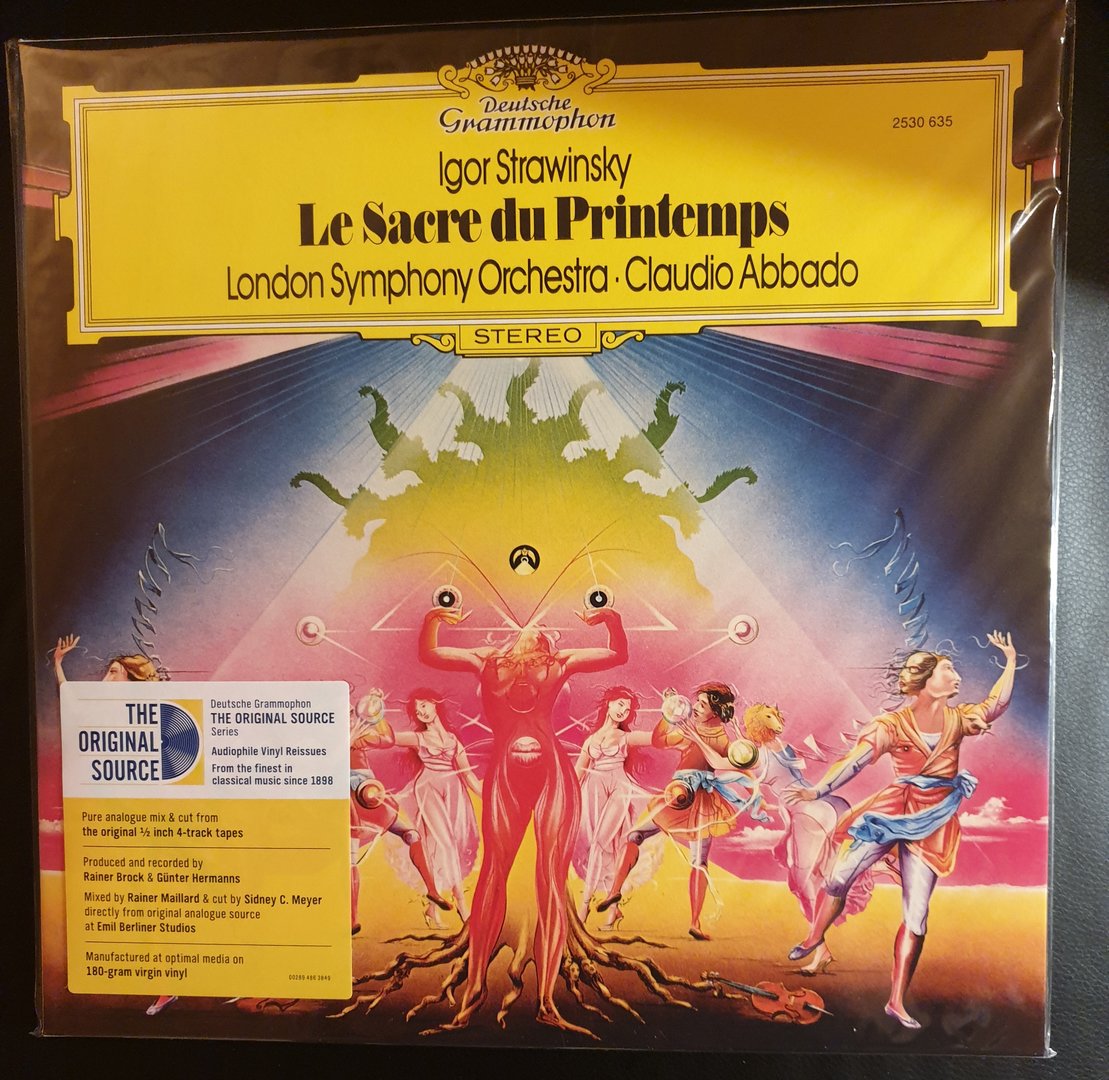 Deutsche
Grammophon
2530 635
Igor Strawinsky
Le Sacre du Printemps
London Symphony Orchestra · Claudio Abbado
STEREO
THE
ORIGINAL
SOURCE
Deutsche Grammophon
THE ORIGINAL SOURCE
Series
Audiophile Vinyl Reissues
From the finest in
classical music since 1898
Pure analogue mix & cut from
the original ½ inch 4-track tapes
Produced and recorded by
Rainer Brock & Günter Hermanns
Mixed by Rainer Maillard & cut by Sidney C. Meyer
directly from original analogue source
at Emil Berliner Studios
Manufactured at optimal media on
180-gram virgin vinyl
00289 486 3849